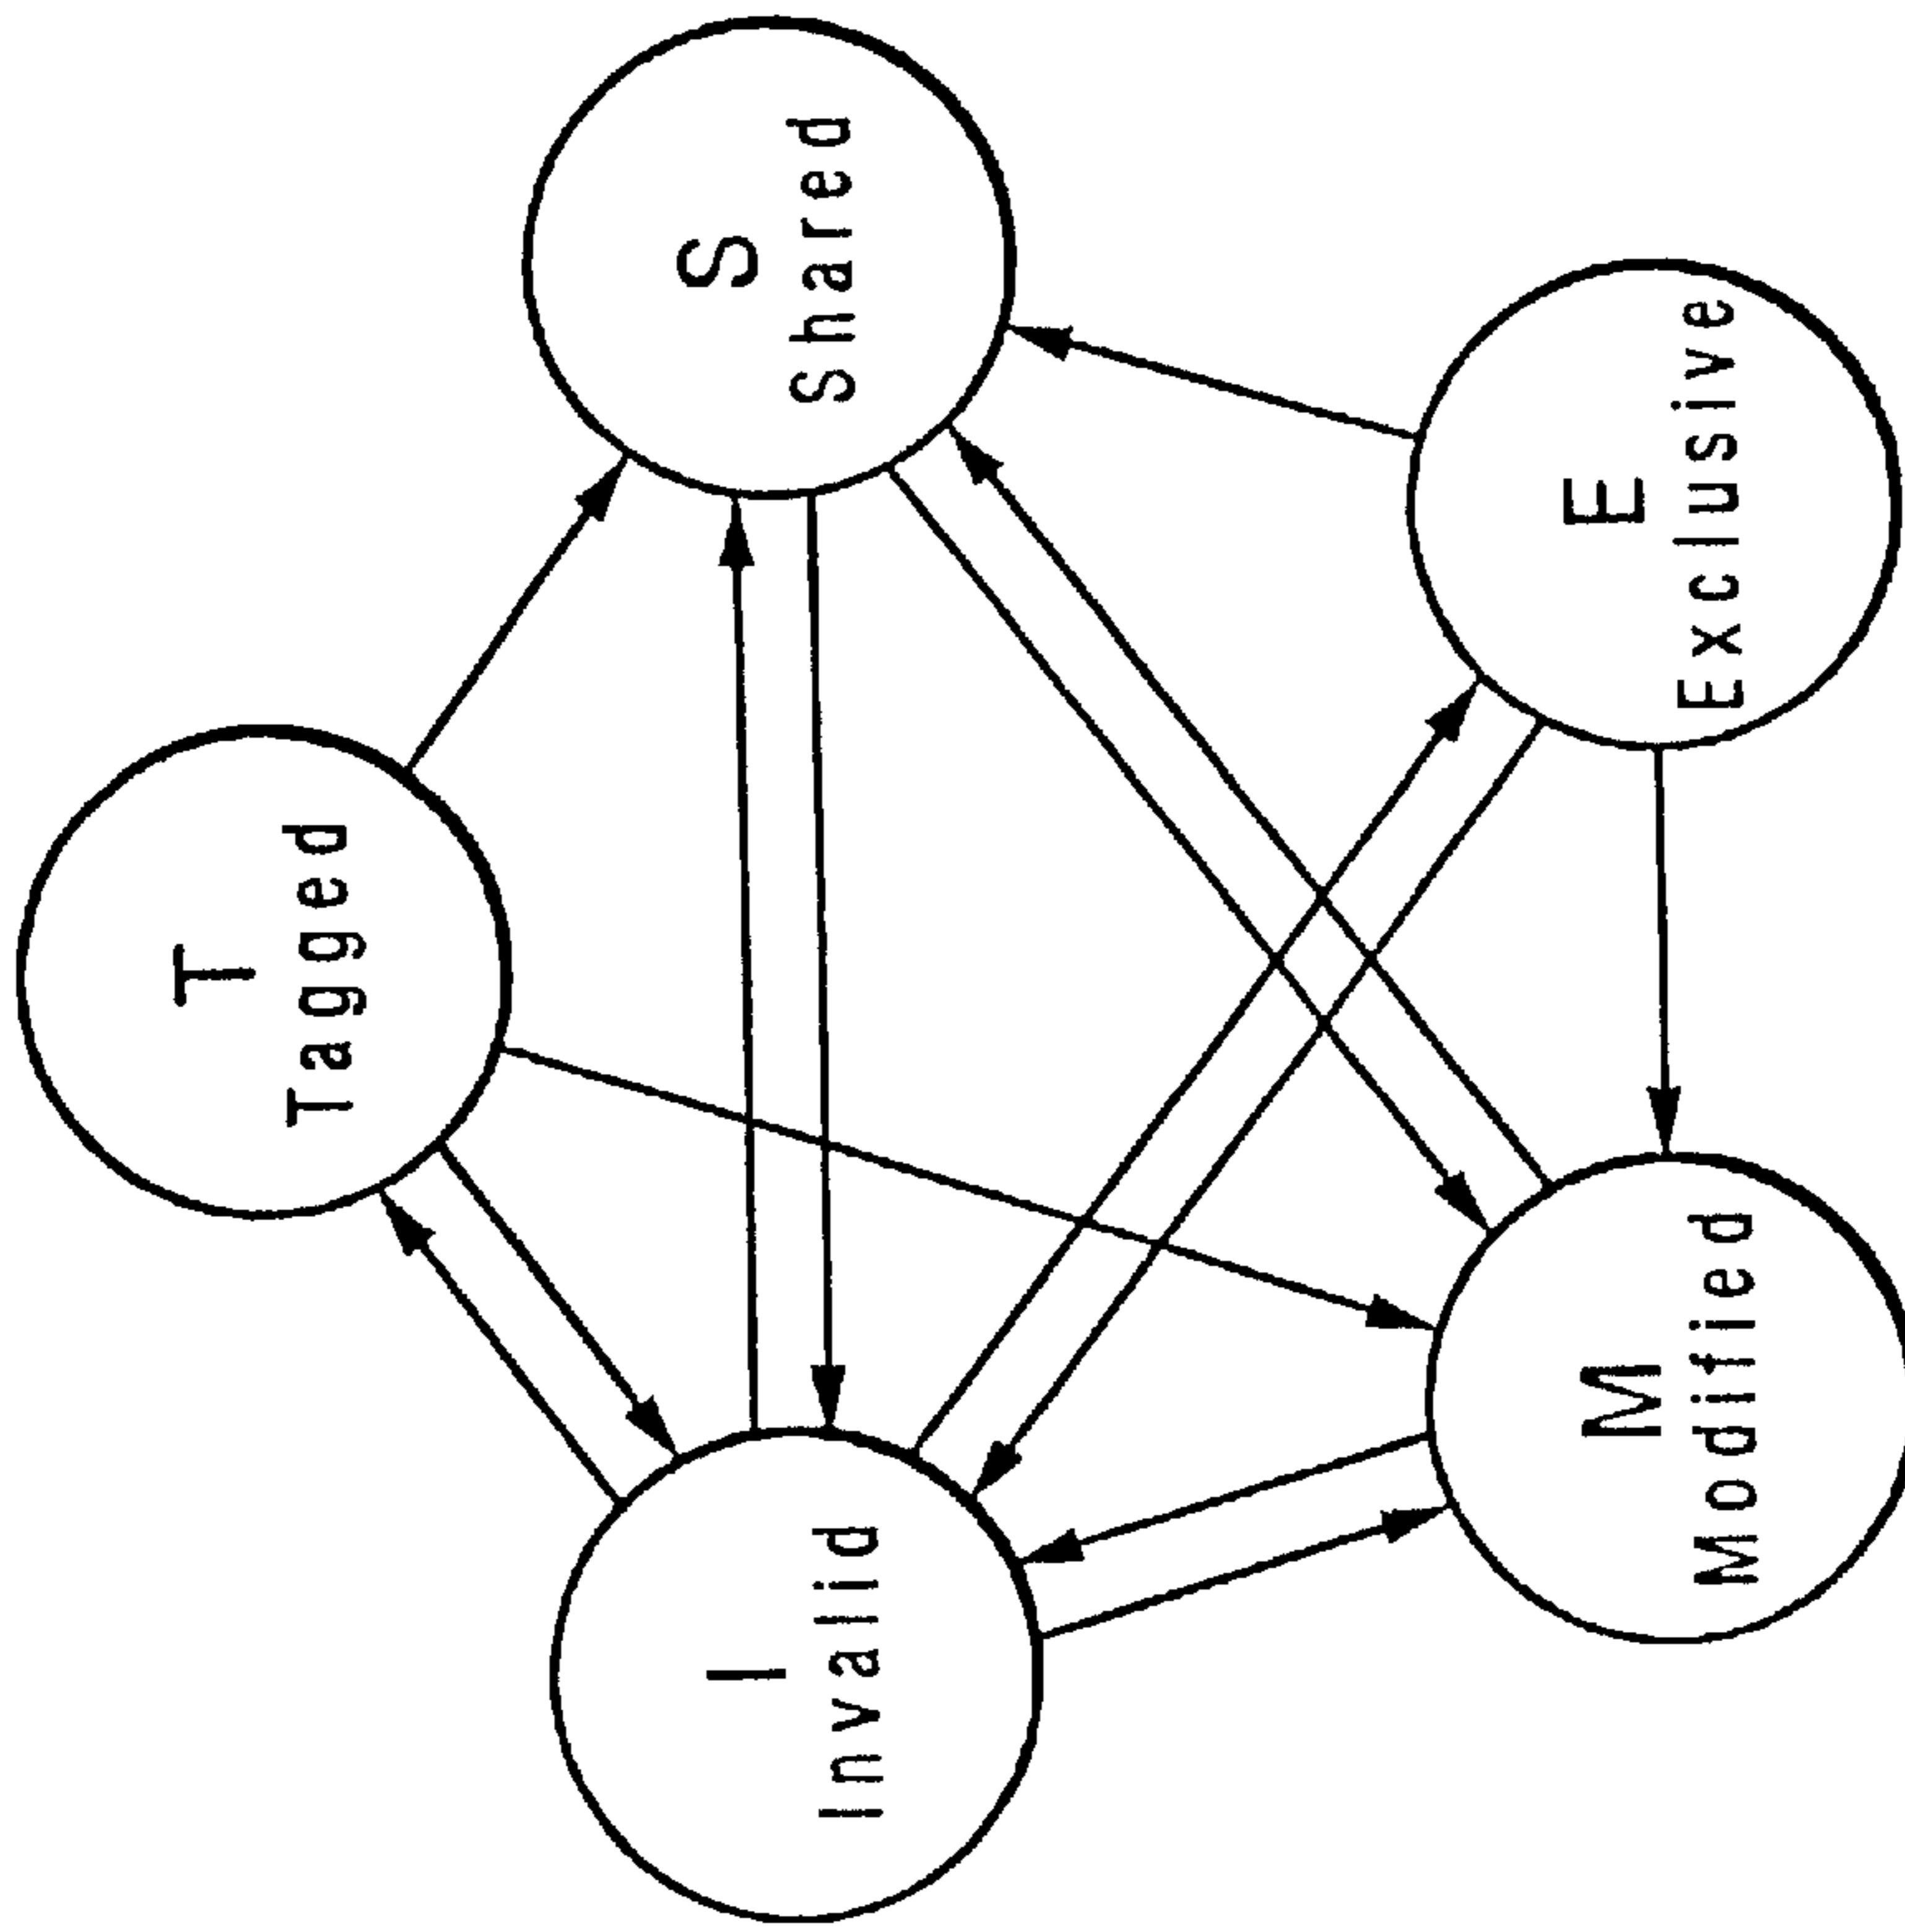 T
Tagged
I
Invalid
S
Shared
M
Modified
E
Exclusive